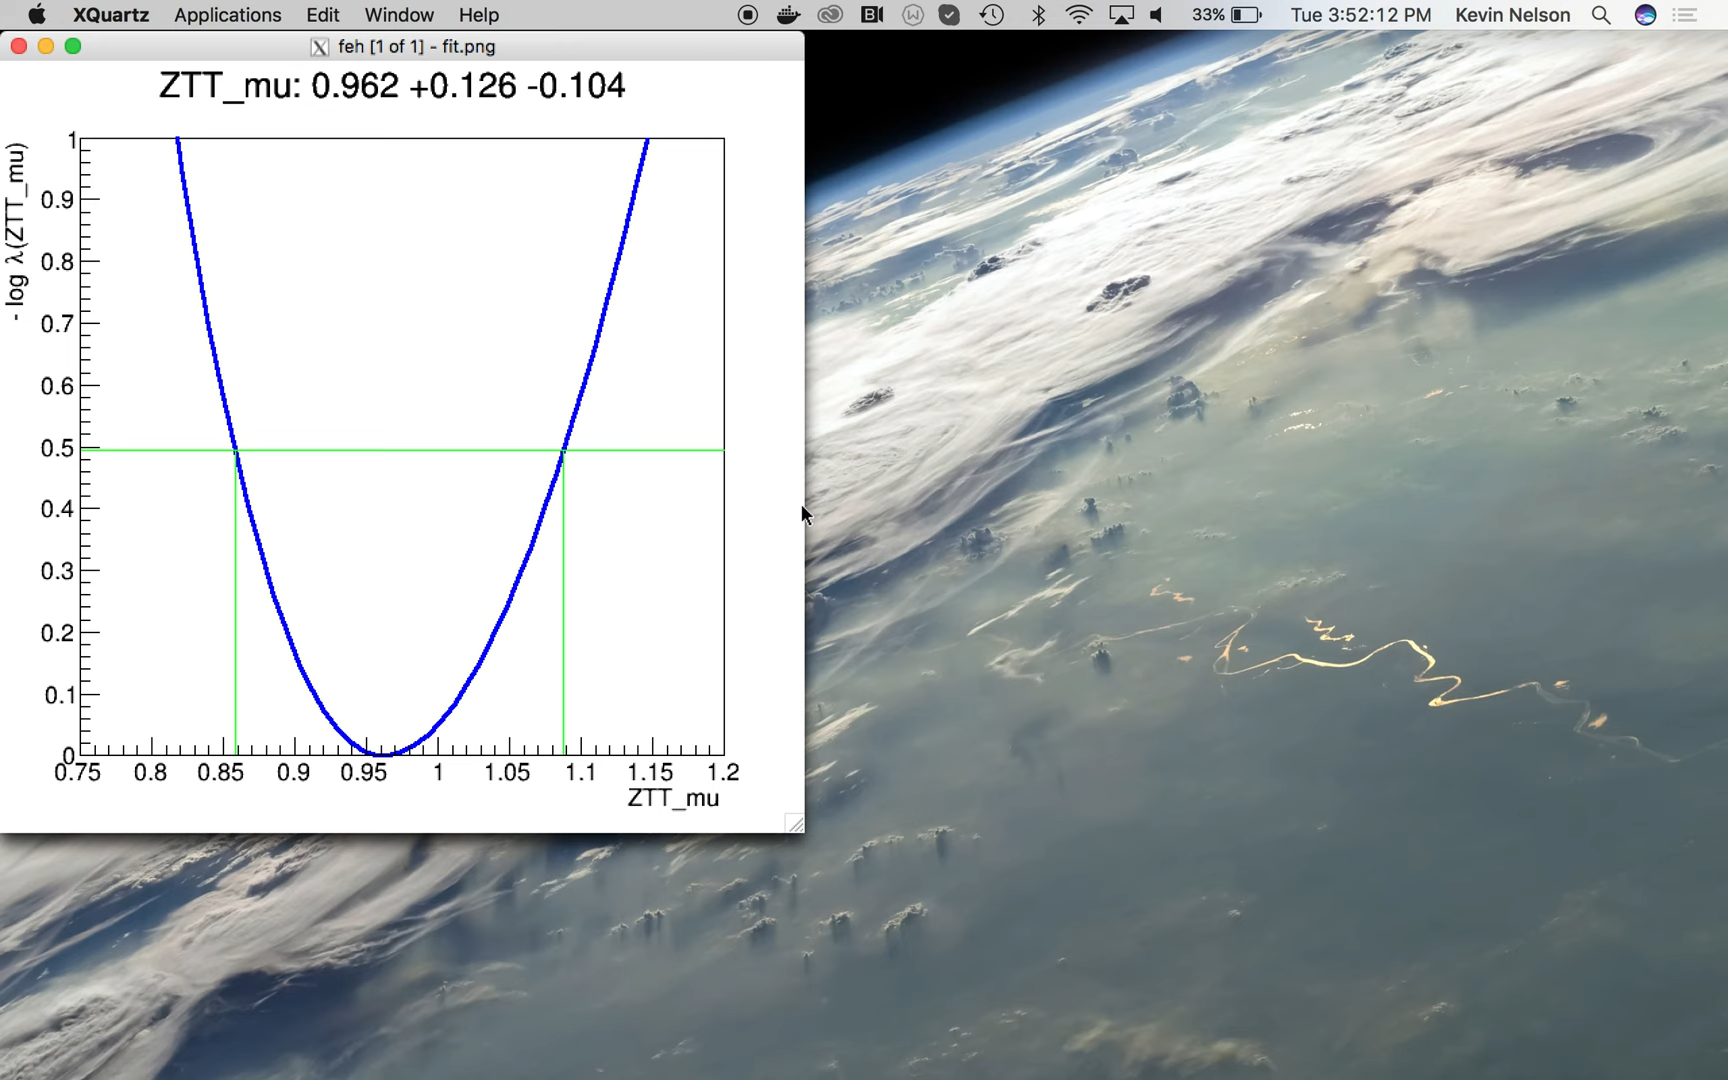 XQuartz Applications Edit Window Help 33% Tue 3:52:12 PM Kevin Nelson
feh [1 of 1] - fit.png
ZTT_mu: 0.962 +0.126 -0.104
- log λ(ZTT_mu)
1
0.9
0.8
0.7
0.6
0.5
0.4
0.3
0.2
0.1
0
0.75 0.8 0.85 0.9 0.95 1 1.05 1.1 1.15 1.2
ZTT_mu